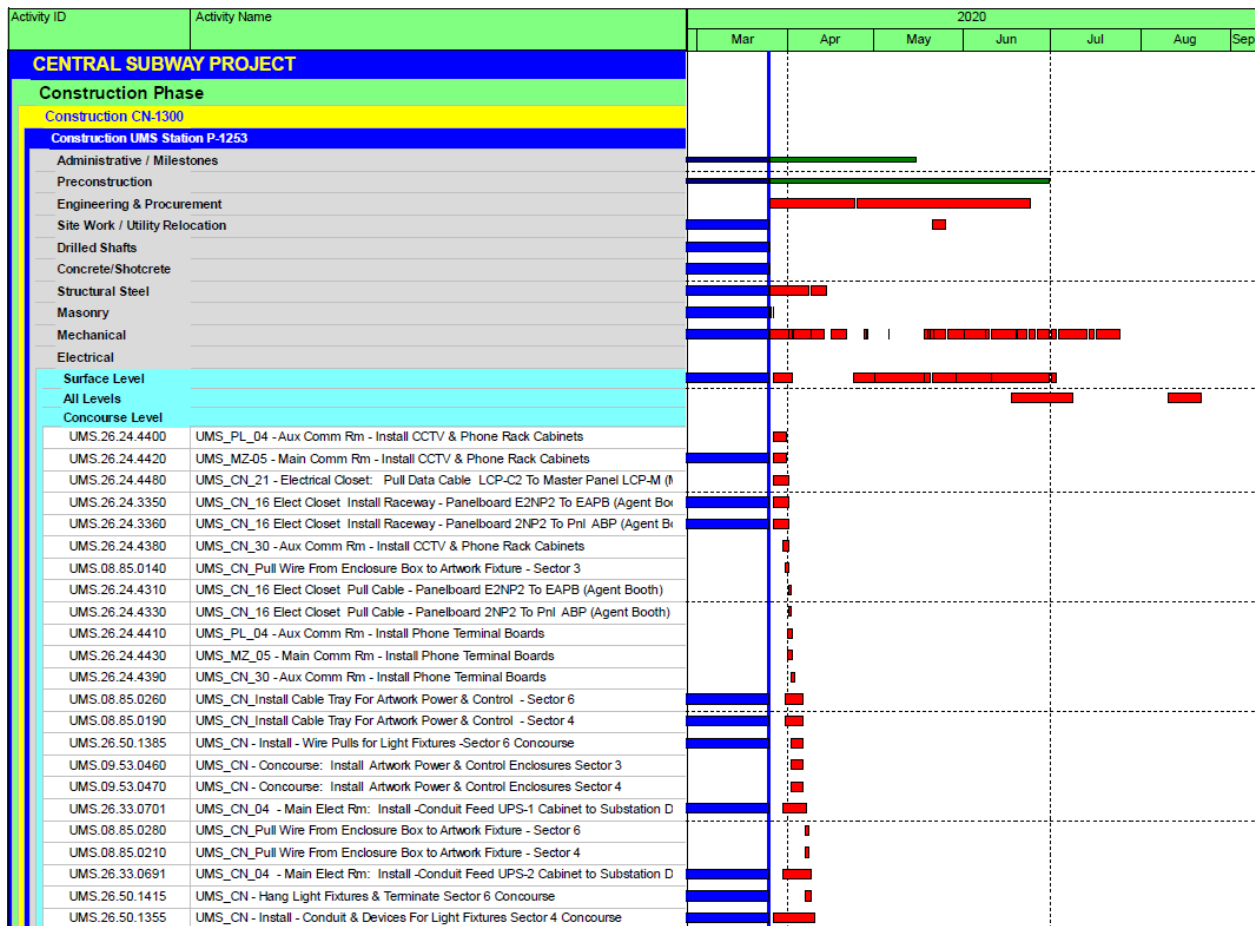 Activity ID Activity Name 2020
Mar Apr May Jun Jul Aug Sep
CENTRAL SUBWAY PROJECT
Construction Phase
Construction CN-1300
Construction UMS Station P-1253
Administrative / Milestones
Preconstruction
Engineering & Procurement
Site Work / Utility Relocation
Drilled Shafts
Concrete/Shotcrete
Structural Steel
Masonry
Mechanical
Electrical
Surface Level
All Levels
Concourse Level
UMS.26.24.4400 UMS_PL_04 - Aux Comm Rm - Install CCTV & Phone Rack Cabinets
UMS.26.24.4420 UMS_MZ-05 - Main Comm Rm - Install CCTV & Phone Rack Cabinets
UMS.26.24.4480 UMS_CN_21 - Electrical Closet: Pull Data Cable LCP-C2 To Master Panel LCP-M (
UMS.26.24.3350 UMS_CN_16 Elect Closet Install Raceway - Panelboard E2NP2 To EAPB (Agent
UMS.26.24.3360 UMS_CN_16 Elect Closet Install Raceway - Panelboard 2NP2 To Pnl ABP (Agent
UMS.26.24.4380 UMS_CN_30 - Aux Comm Rm - Install CCTV & Phone Rack Cabinets
UMS.08.85.0140 UMS_CN_Pull Wire From Enclosure Box to Artwork Fixture - Sector 3
UMS.26.24.4310 UMS_CN_16 Elect Closet Pull Cable - Panelboard E2NP2 To EAPB (Agent Booth)
UMS.26.24.4330 UMS_CN_16 Elect Closet Pull Cable - Panelboard 2NP2 To Pnl ABP (Agent Booth)
UMS.26.24.4410 UMS_PL_04 - Aux Comm Rm - Install Phone Terminal Boards
UMS.26.24.4430 UMS_MZ_05 - Main Comm Rm - Install Phone Terminal Boards
UMS.26.24.4390 UMS_CN_30 - Aux Comm Rm - Install Phone Terminal Boards
UMS.08.85.0260 UMS_CN_Install Cable Tray For Artwork Power & Control - Sector 6
UMS.08.85.0190 UMS_CN_Install Cable Tray For Artwork Power & Control - Sector 4
UMS.26.50.1385 UMS_CN - Install - Wire Pulls for Light Fixtures -Sector 6 Concourse
UMS.09.53.0460 UMS_CN - Concourse: Install Artwork Power & Control Enclosures Sector 3
UMS.09.53.0470 UMS_CN - Concourse: Install Artwork Power & Control Enclosures Sector 4
UMS.26.33.0701 UMS_CN_04 - Main Elect Rm: Install -Conduit Feed UPS-1 Cabinet to Substation D
UMS.08.85.0280 UMS_CN_Pull Wire From Enclosure Box to Artwork Fixture - Sector 6
UMS.08.85.0210 UMS_CN_Pull Wire From Enclosure Box to Artwork Fixture - Sector 4
UMS.26.33.0691 UMS_CN_04 - Main Elect Rm: Install -Conduit Feed UPS-2 Cabinet to Substation D
UMS.26.50.1415 UMS_CN - Hang Light Fixtures & Terminate Sector 6 Concourse
UMS.26.50.1355 UMS_CN - Install - Conduit & Devices For Light Fixtures Sector 4 Concourse